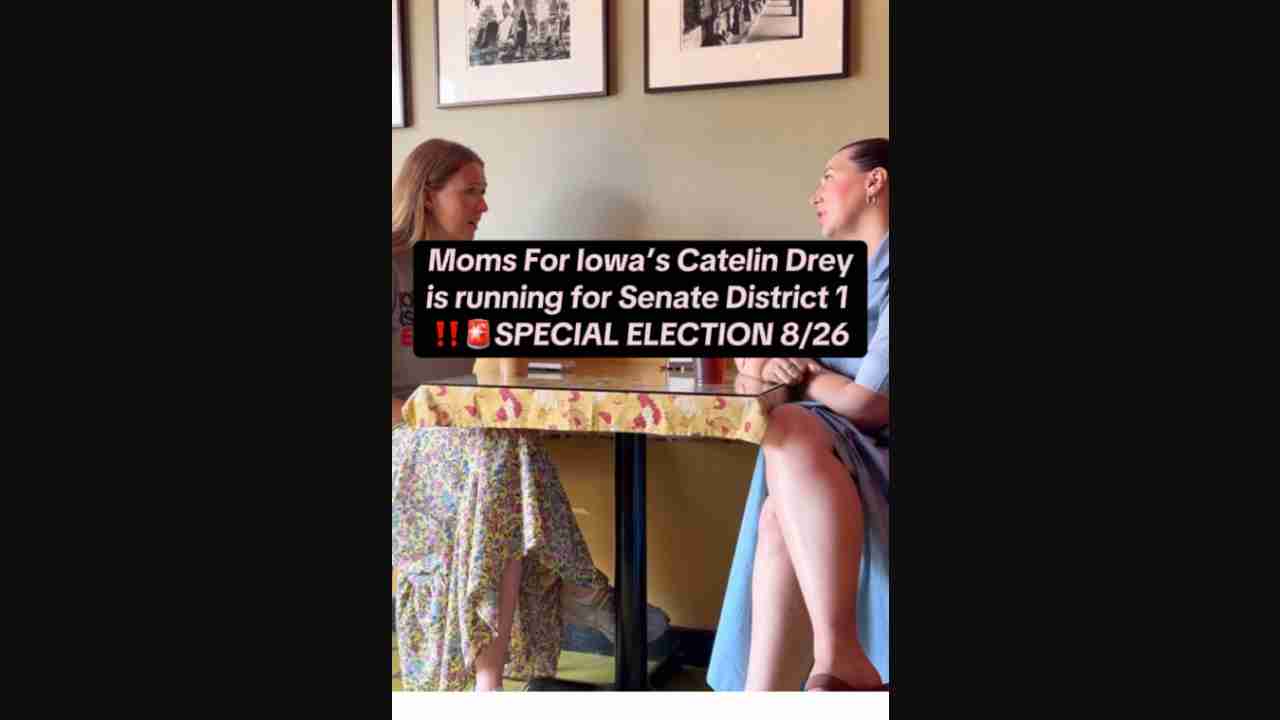 Moms For Iowa’s Catelin Drey
is running for Senate District 1
‼️🚨SPECIAL ELECTION 8/26